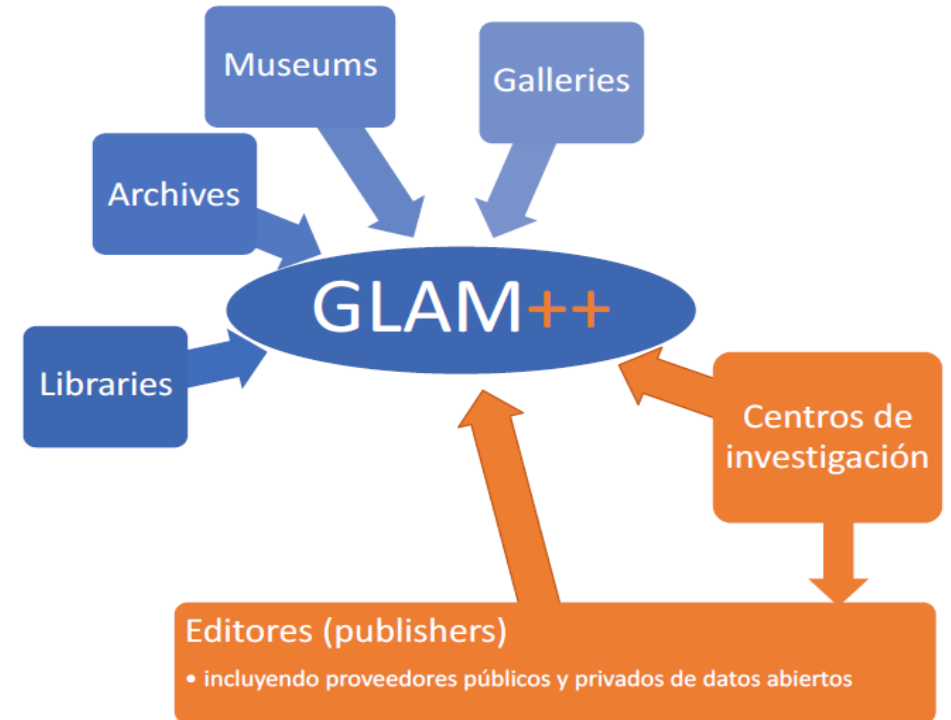 Museums
Galleries
Archives
GLAM++
Libraries
Centros de
investigación
Editores (publishers)
• incluyendo proveedores públicos y privados de datos abiertos